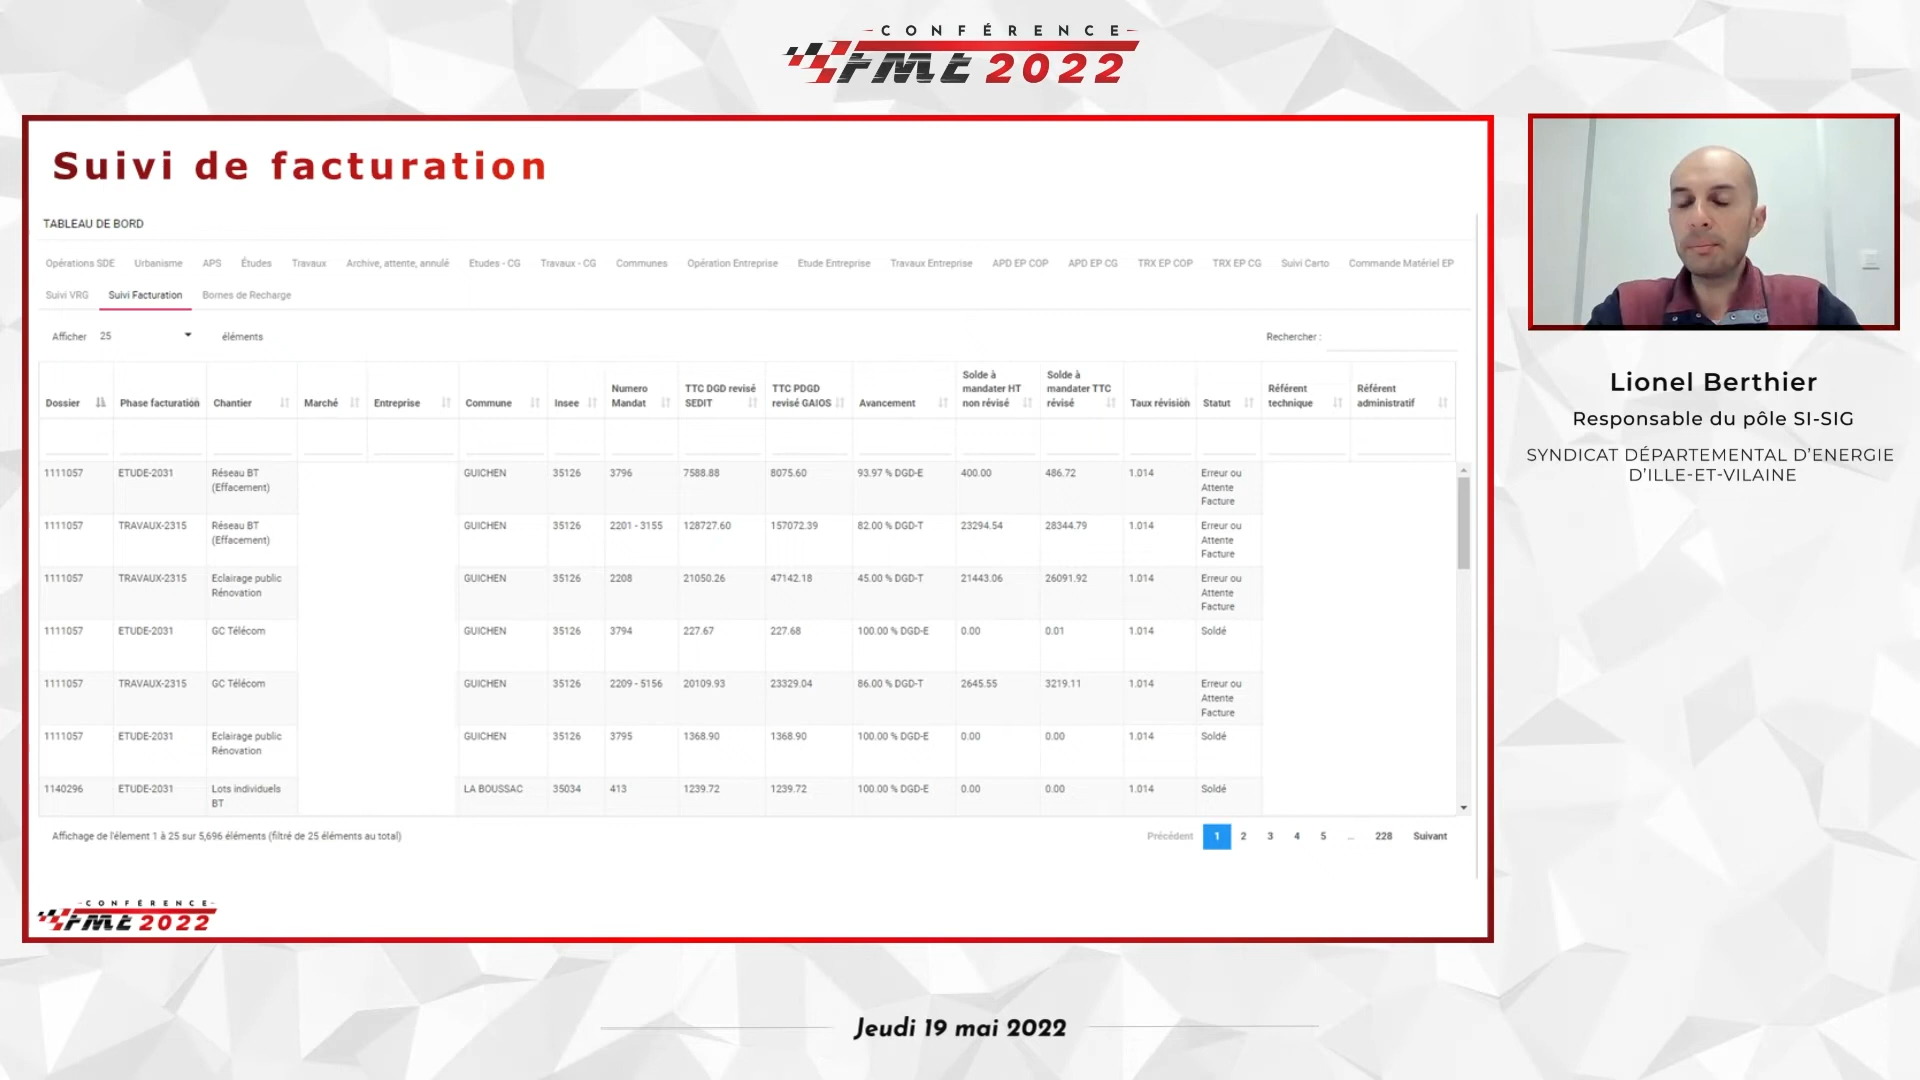 CONFÉRENCE
FME 2022
Suivi de facturation
TABLEAU DE BORD
Opérations SDE Urbanisme APS Études Travaux Archive, attente, annulé Etudes - CG Travaux - CG Communes Opération Entreprise Etude Entreprise Travaux Entreprise APD EP COP APD EP CG TRX EP COP TRX EP CG Suivi Carto Commande Matériel EP
Suivi VRG Suivi Facturation Bornes de Recharge
Afficher 25 éléments Rechercher :
Dossier Phase facturation Chantier Marché Entreprise Commune Insee Numero Mandat TTC DGD revisé SEDIT TTC PDGD revisé GAIOS Avancement Solde à mandater HT non révisé Solde à mandater TTC révisé Taux révision Statut Référent technique Référent administratif
1111057 ETUDE-2031 Réseau BT (Effacement) GUICHEN 35126 3796 7588.88 8075.60 93.97 % DGD-E 400.00 486.72 1.014 Erreur ou Attente Facture
1111057 TRAVAUX-2315 Réseau BT (Effacement) GUICHEN 35126 2201 - 3155 128727.60 157072.39 82.00 % DGD-T 23294.54 28344.79 1.014 Erreur ou Attente Facture
1111057 TRAVAUX-2315 Eclairage public Rénovation GUICHEN 35126 2208 21050.26 47142.18 45.00 % DGD-T 21443.06 26091.92 1.014 Erreur ou Attente Facture
1111057 ETUDE-2031 GC Télécom GUICHEN 35126 3794 227.67 227.68 100.00 % DGD-E 0.00 0.01 1.014 Soldé
1111057 TRAVAUX-2315 GC Télécom GUICHEN 35126 2209 - 5156 20109.93 23329.04 86.00 % DGD-T 2645.55 3219.11 1.014 Erreur ou Attente Facture
1111057 ETUDE-2031 Eclairage public Rénovation GUICHEN 35126 3795 1368.90 1368.90 100.00 % DGD-E 0.00 0.00 1.014 Soldé
1140296 ETUDE-2031 Lots individuels BT LA BOUSSAC 35034 413 1239.72 1239.72 100.00 % DGD-E 0.00 0.00 1.014 Soldé
Affichage de l'élement 1 à 25 sur 5,696 éléments (filtré de 25 éléments au total) Précédent 1 2 3 4 5 ... 228 Suivant
CONFÉRENCE
FME 2022
Lionel Berthier
Responsable du pôle SI-SIG
SYNDICAT DÉPARTEMENTAL D'ENERGIE
D'ILLE-ET-VILAINE
Jeudi 19 mai 2022